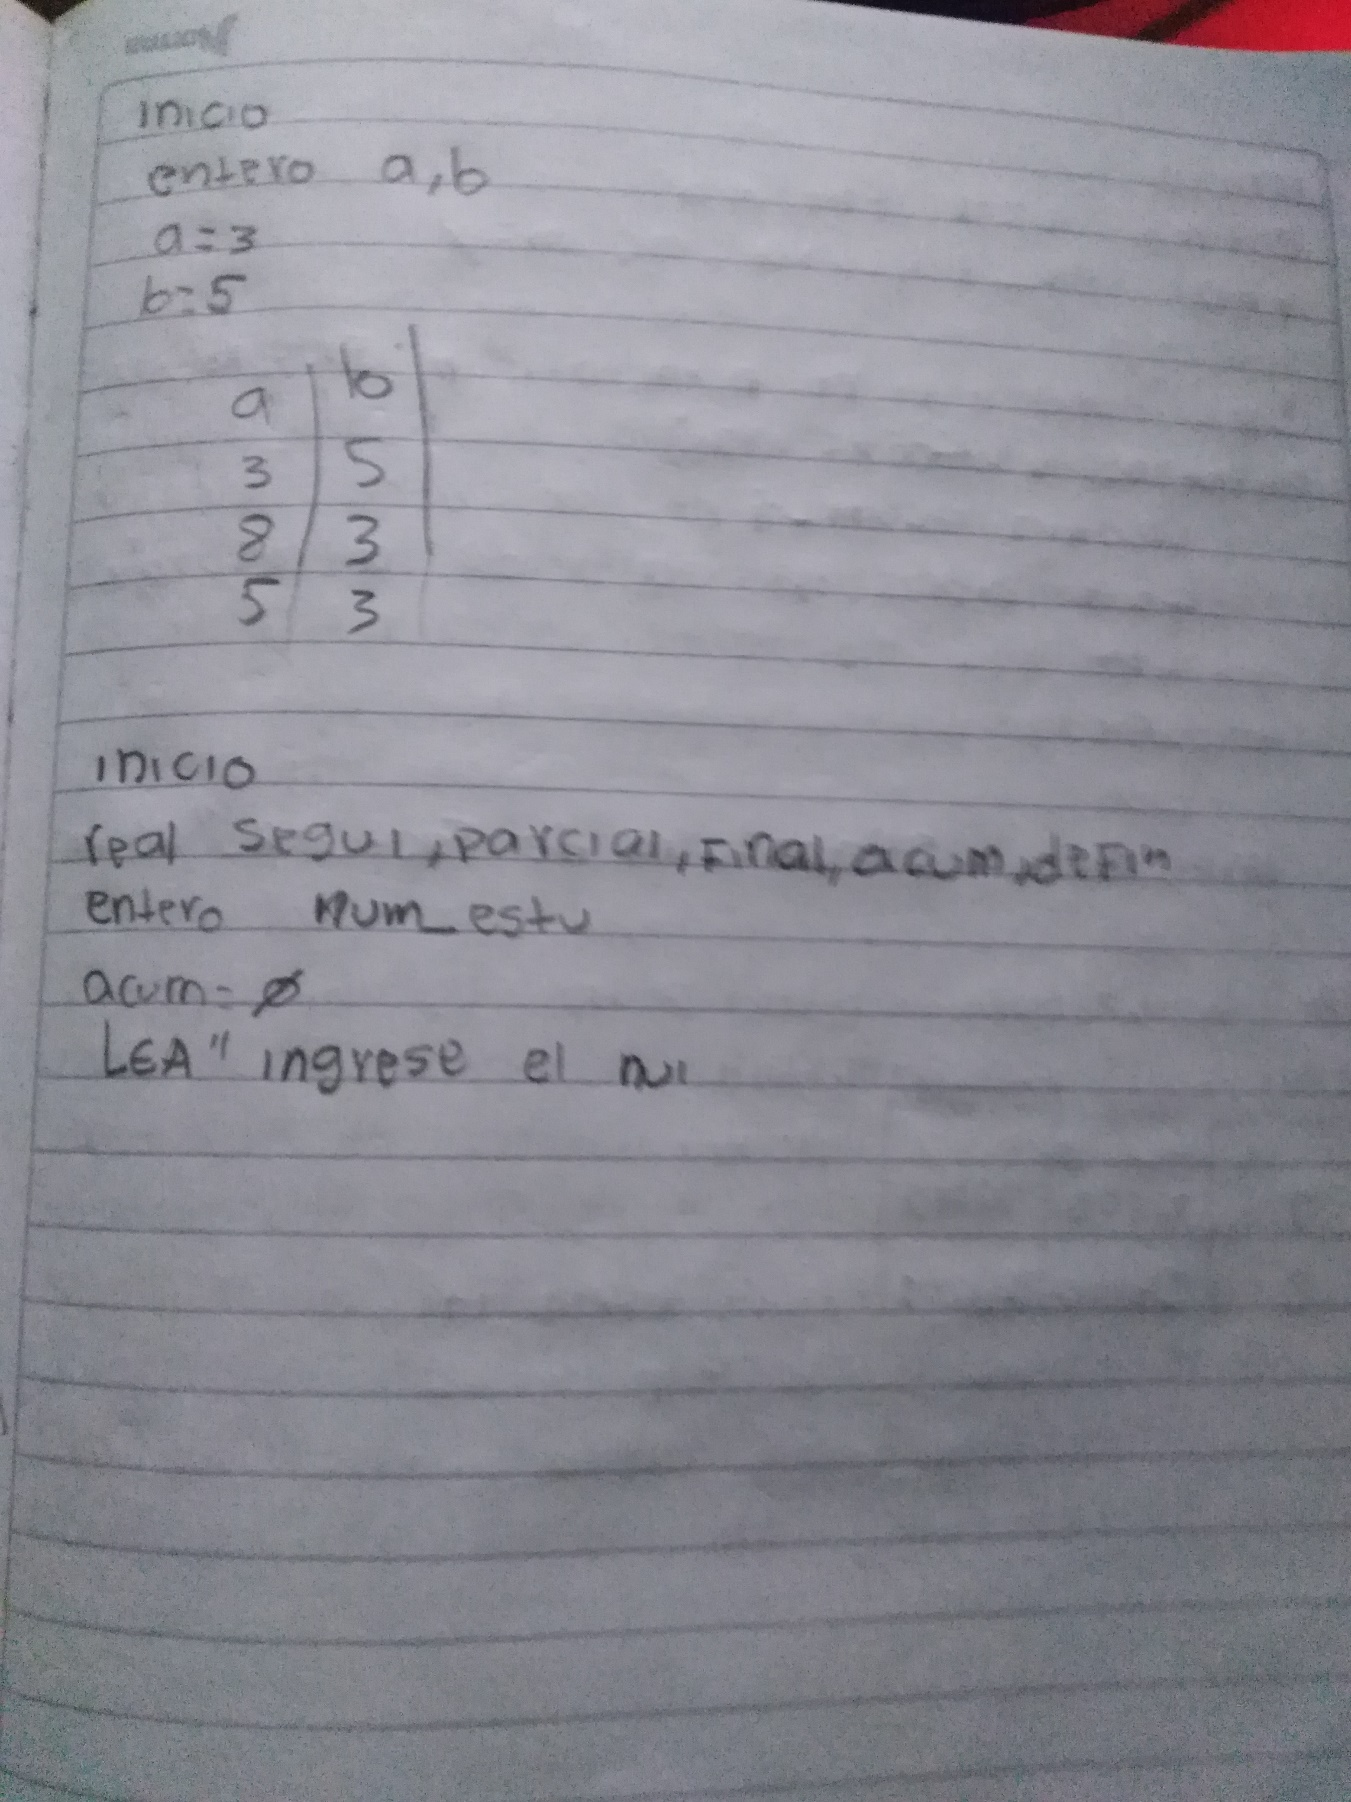 inicio
entero a,b
a=3
b=5
a b
3 5
8 3
5 3
inicio
real segui, parcial, Final, acum, deFin
entero num_estu
acum=ø
LEA" ingrese el nu